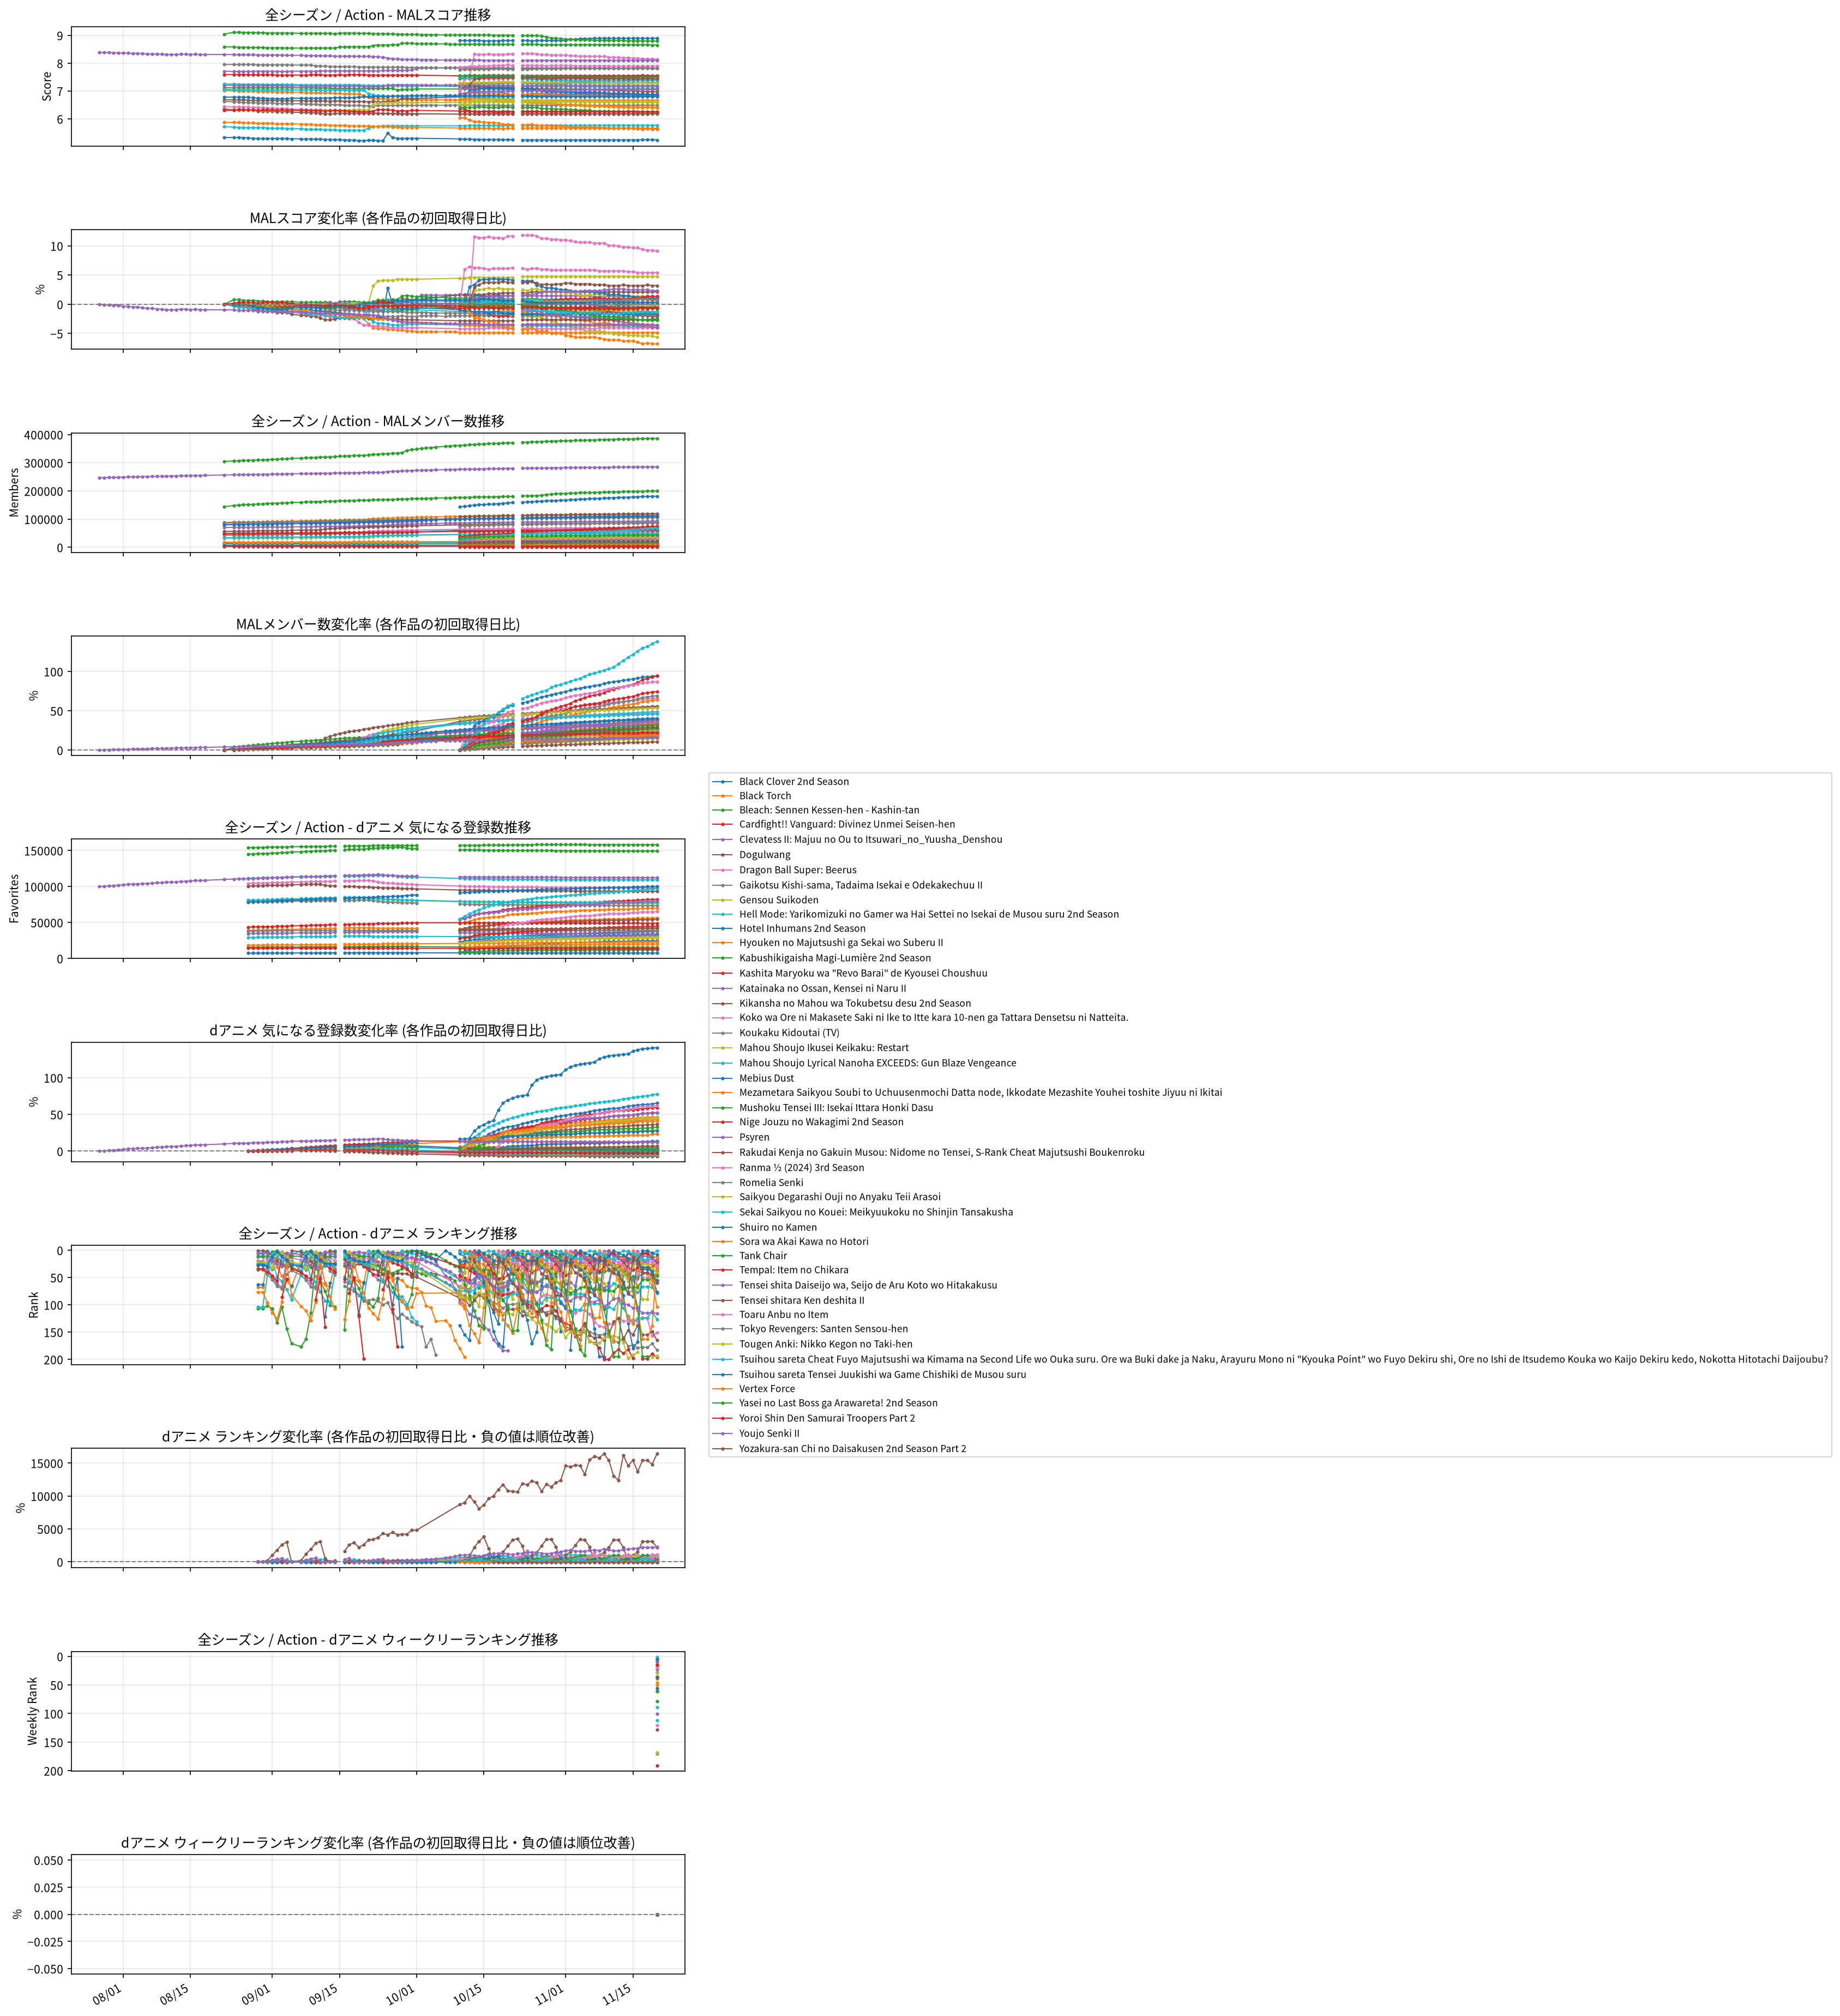 全シーズン / Action - MALスコア推移
Score
9
8
7
6
MALスコア変化率 (各作品の初回取得日比)
%
10
5
0
−5
全シーズン / Action - MALメンバー数推移
Members
400000
300000
200000
100000
0
MALメンバー数変化率 (各作品の初回取得日比)
%
100
50
0
全シーズン / Action - dアニメ 気になる登録数推移
Favorites
150000
100000
50000
0
dアニメ 気になる登録数変化率 (各作品の初回取得日比)
%
100
50
0
全シーズン / Action - dアニメ ランキング推移
Rank
0
50
100
150
200
dアニメ ランキング変化率 (各作品の初回取得日比・負の値は順位改善)
%
15000
10000
5000
0
全シーズン / Action - dアニメ ウィークリーランキング推移
Weekly Rank
0
50
100
150
200
dアニメ ウィークリーランキング変化率 (各作品の初回取得日比・負の値は順位改善)
%
0.050
0.025
0.000
−0.025
−0.050
08/01
08/15
09/01
09/15
10/01
10/15
11/01
11/15
Black Clover 2nd Season
Black Torch
Bleach: Sennen Kessen-hen - Kashin-tan
Cardfight!! Vanguard: Divinez Unmei Seisen-hen
Clevatess II: Majuu no Ou to Itsuwari_no_Yuusha_Denshou
Dogulwang
Dragon Ball Super: Beerus
Gaikotsu Kishi-sama, Tadaima Isekai e Odekakechuu II
Gensou Suikoden
Hell Mode: Yarikomizuki no Gamer wa Hai Settei no Isekai de Musou suru 2nd Season
Hotel Inhumans 2nd Season
Hyouken no Majutsushi ga Sekai wo Suberu II
Kabushikigaisha Magi-Lumière 2nd Season
Kashita Maryoku wa "Revo Barai" de Kyousei Choushuu
Katainaka no Ossan, Kensei ni Naru II
Kikansha no Mahou wa Tokubetsu desu 2nd Season
Koko wa Ore ni Makasete Saki ni Ike to Itte kara 10-nen ga Tattara Densetsu ni Natteita.
Koukaku Kidoutai (TV)
Mahou Shoujo Ikusei Keikaku: Restart
Mahou Shoujo Lyrical Nanoha EXCEEDS: Gun Blaze Vengeance
Mebius Dust
Mezametara Saikyou Soubi to Uchuusenmochi Datta node, Ikkodate Mezashite Youhei toshite Jiyuu ni Ikitai
Mushoku Tensei III: Isekai Ittara Honki Dasu
Nige Jouzu no Wakagimi 2nd Season
Psyren
Rakudai Kenja no Gakuin Musou: Nidome no Tensei, S-Rank Cheat Majutsushi Boukenroku
Ranma ½ (2024) 3rd Season
Romelia Senki
Saikyou Degarashi Ouji no Anyaku Teii Arasoi
Sekai Saikyou no Kouei: Meikyuukoku no Shinjin Tansakusha
Shuiro no Kamen
Sora wa Akai Kawa no Hotori
Tank Chair
Tempal: Item no Chikara
Tensei shita Daiseijo wa, Seijo de Aru Koto wo Hitakakusu
Tensei shitara Ken deshita II
Toaru Anbu no Item
Tokyo Revengers: Santen Sensou-hen
Tougen Anki: Nikko Kegon no Taki-hen
Tsuihou sareta Cheat Fuyo Majutsushi wa Kimama na Second Life wo Ouka suru. Ore wa Buki dake ja Naku, Arayuru Mono ni "Kyouka Point" wo Fuyo Dekiru shi, Ore no Ishi de Itsudemo Kouka wo Kaijo Dekiru kedo, Nokotta Hitotachi Daijoubu?
Tsuihou sareta Tensei Juukishi wa Game Chishiki de Musou suru
Vertex Force
Yasei no Last Boss ga Arawareta! 2nd Season
Yoroi Shin Den Samurai Troopers Part 2
Youjo Senki II
Yozakura-san Chi no Daisakusen 2nd Season Part 2